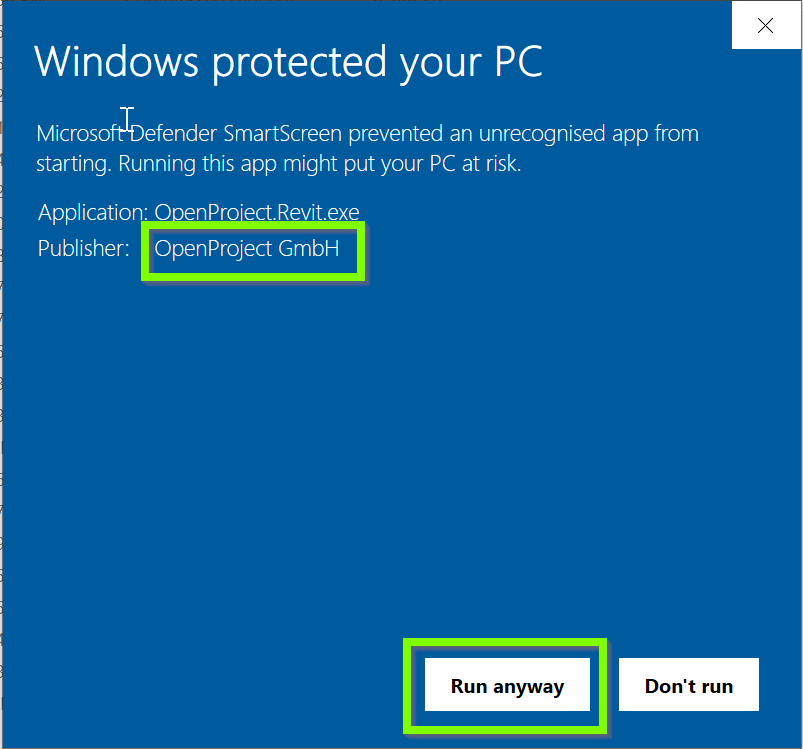 Windows protected your PC
Microsoft Defender SmartScreen prevented an unrecognised app from
starting. Running this app might put your PC at risk.
Application: OpenProject.Revit.exe
Publisher: OpenProject GmbH
Run anyway
Don't run